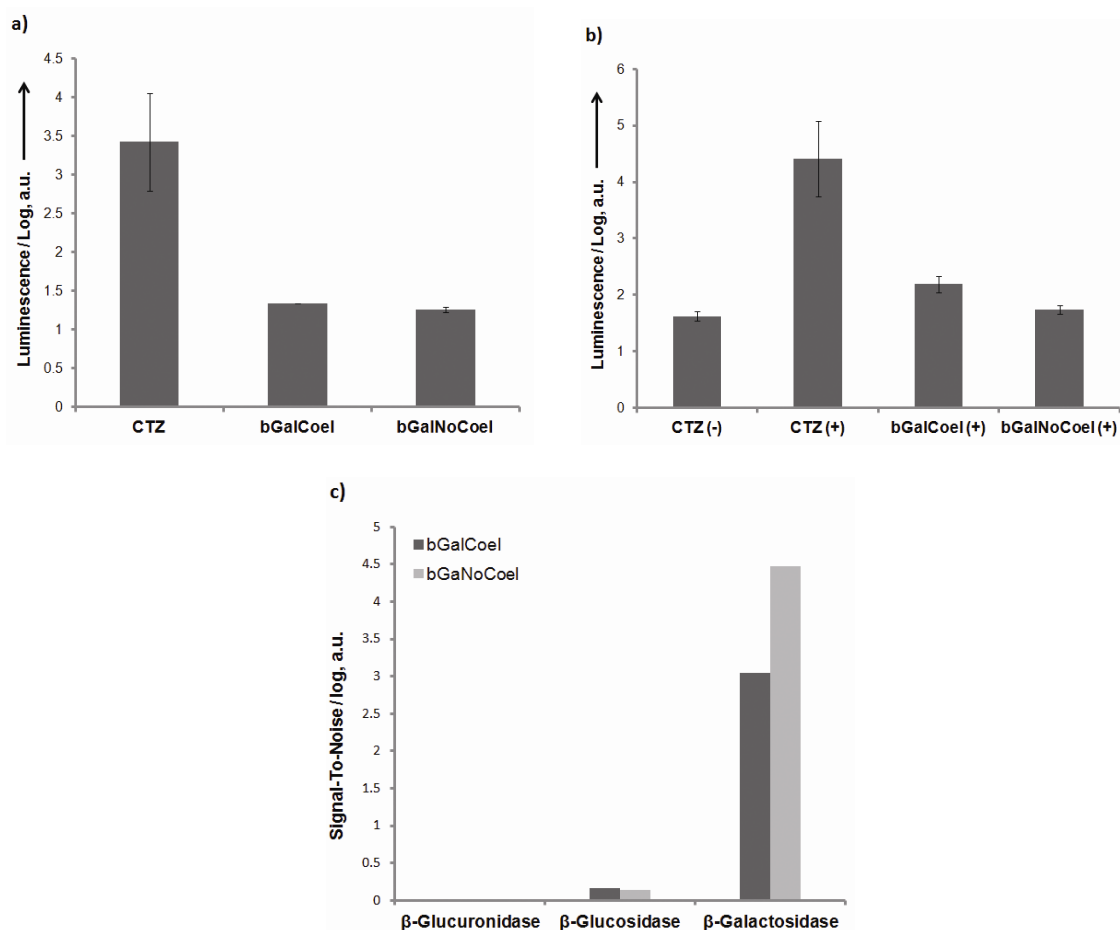 a)
Luminescence / Log, a.u.
4.5
4
3.5
3
2.5
2
1.5
1
0.5
0
CTZ
bGalCoel
bGalNoCoel
b)
Luminescence / Log, a.u.
6
5
4
3
2
1
0
CTZ (-)
CTZ (+)
bGalCoel (+)
bGalNoCoel (+)
c)
Signal-To-Noise / log, a.u.
5
4.5
4
3.5
3
2.5
2
1.5
1
0.5
0
bGalCoel
bGaNoCoel
β-Glucuronidase
β-Glucosidase
β-Galactosidase